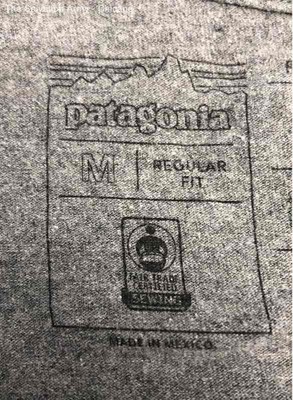 patagonia
M
REGULAR
FIT
FAIR TRADE
CERTIFIED
SEWING
MADE IN MEXICO.